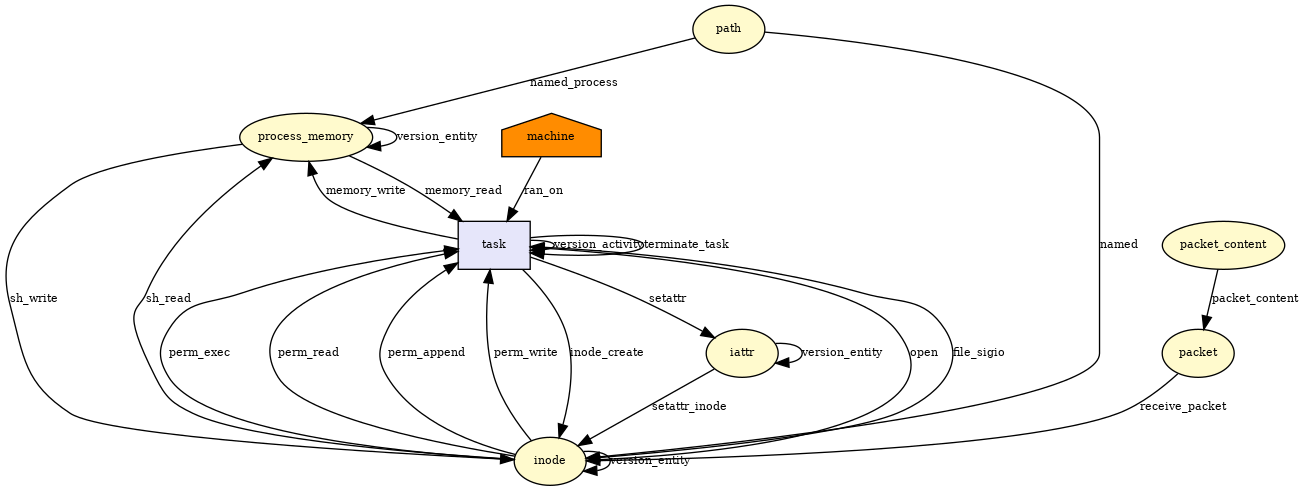 path
named_process
process_memory
version_entity
machine
memory_write
memory_read
ran_on
task
version_activity
terminate_task
named
packet_content
sh_write
sh_read
setattr
packet_content
perm_exec
perm_read
perm_append
perm_write
inode_create
iattr
version_entity
open
file_sigio
packet
setattr_inode
receive_packet
inode
version_entity